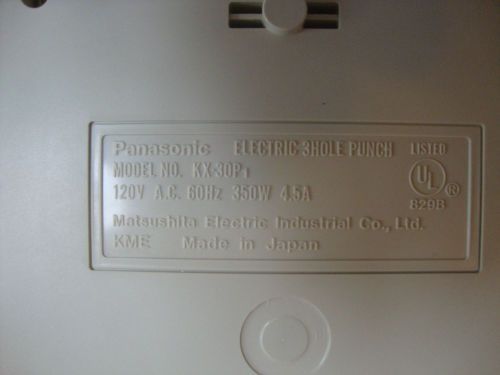 Panasonic ELECTRIC 3HOLE PUNCH LISTED
MODEL NO. KX-30P1
120V A.C. 60Hz 350W 4.5A
UL ®
829B
Matsushita Electric Industrial Co., Ltd.
KME Made in Japan